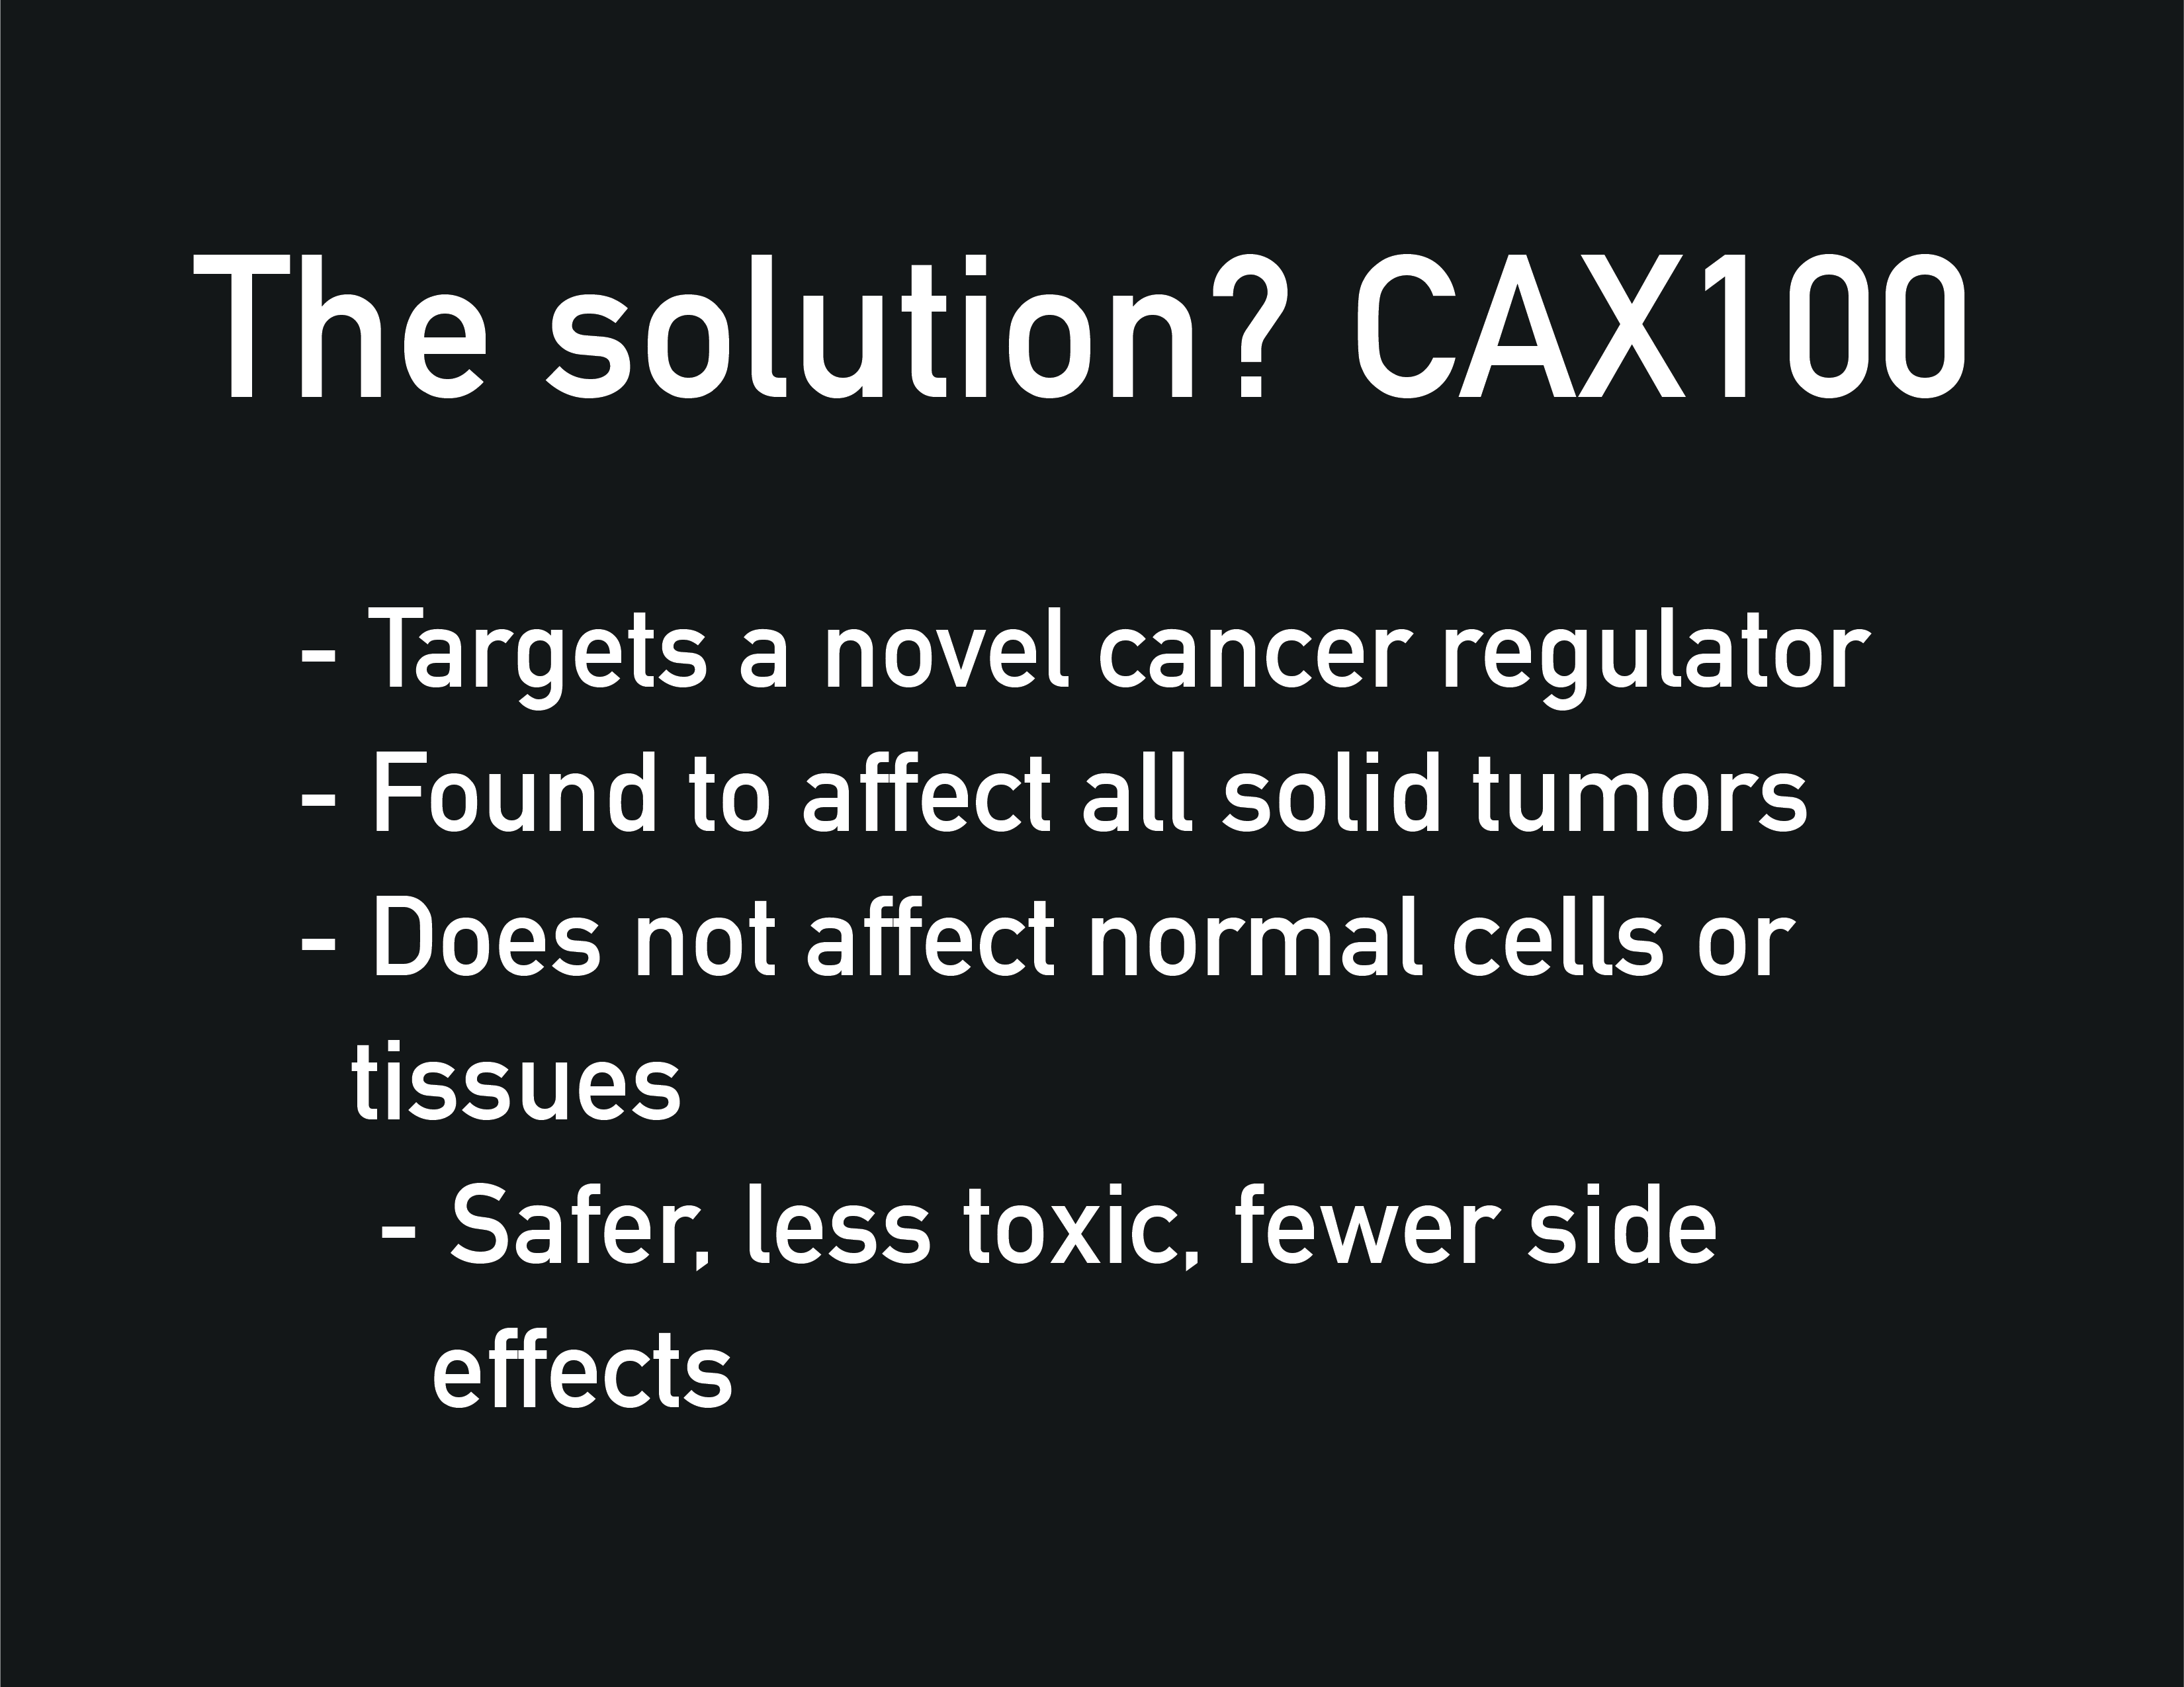 The solution? CAX100
- Targets a novel cancer regulator
- Found to affect all solid tumors
- Does not affect normal cells or
tissues
- Safer, less toxic, fewer side
effects